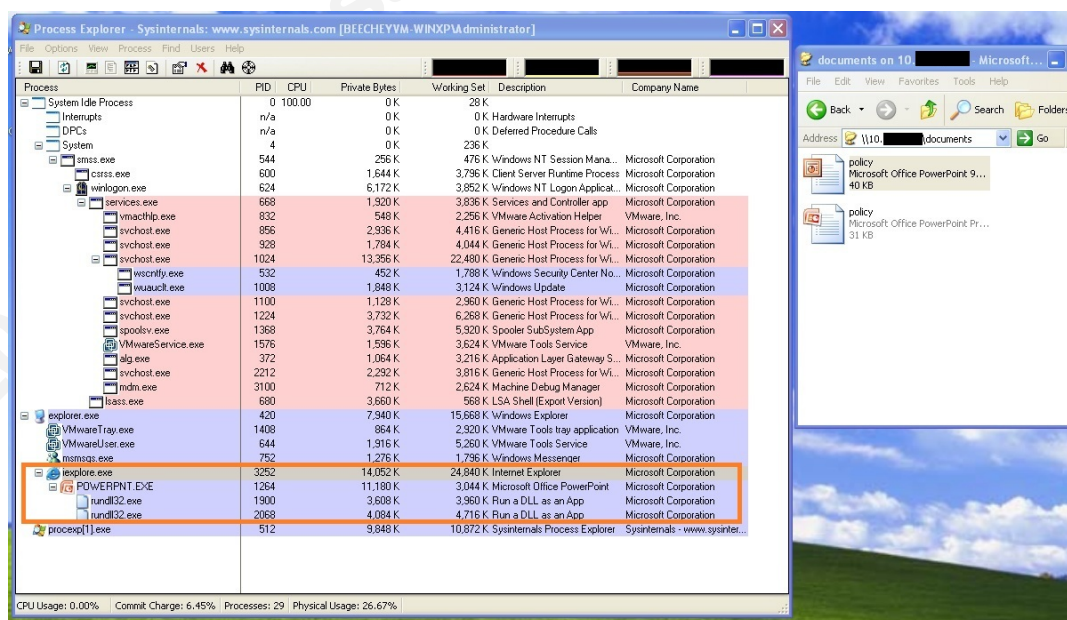 Process Explorer - Sysinternals: www.sysinternals.com [BEECHEYVM-WINXP\Administrator]
File Options View Process Find Users Help
Process PID CPU Private Bytes Working Set Description Company Name
System Idle Process 0 100.00 0 K 28 K
Interrupts n/a 0 K 0 K Hardware Interrupts
DPCs n/a 0 K 0 K Deferred Procedure Calls
System 4 0 K 236 K
smss.exe 544 256 K 476 K Windows NT Session Mana... Microsoft Corporation
csrss.exe 600 1,644 K 3,796 K Client Server Runtime Process Microsoft Corporation
winlogon.exe 624 6,172 K 3,852 K Windows NT Logon Applicat... Microsoft Corporation
services.exe 668 1,920 K 3,836 K Services and Controller app Microsoft Corporation
vmacthlp.exe 832 548 K 2,256 K VMware Activation Helper VMware, Inc.
svchost.exe 856 2,936 K 4,416 K Generic Host Process for Wi... Microsoft Corporation
svchost.exe 928 1,784 K 4,044 K Generic Host Process for Wi... Microsoft Corporation
svchost.exe 1024 13,356 K 22,480 K Generic Host Process for Wi... Microsoft Corporation
wscntfy.exe 532 452 K 1,788 K Windows Security Center No... Microsoft Corporation
wuauclt.exe 1008 1,848 K 3,124 K Windows Update Microsoft Corporation
svchost.exe 1100 1,128 K 2,960 K Generic Host Process for Wi... Microsoft Corporation
svchost.exe 1224 3,732 K 6,268 K Generic Host Process for Wi... Microsoft Corporation
spoolsv.exe 1368 3,764 K 5,920 K Spooler SubSystem App Microsoft Corporation
VMwareService.exe 1576 1,596 K 3,624 K VMware Tools Service VMware, Inc.
alg.exe 372 1,064 K 3,216 K Application Layer Gateway S... Microsoft Corporation
svchost.exe 2212 2,292 K 3,816 K Generic Host Process for Wi... Microsoft Corporation
mdm.exe 3100 712 K 2,624 K Machine Debug Manager Microsoft Corporation
lsass.exe 680 3,660 K 568 K LSA Shell (Export Version) Microsoft Corporation
explorer.exe 420 7,940 K 15,668 K Windows Explorer Microsoft Corporation
VMwareTray.exe 1408 864 K 2,920 K VMware Tools tray application VMware, Inc.
VMwareUser.exe 644 1,916 K 5,260 K VMware Tools Service VMware, Inc.
msmsgs.exe 752 1,276 K 1,796 K Windows Messenger Microsoft Corporation
iexplore.exe 3252 14,052 K 24,840 K Internet Explorer Microsoft Corporation
POWERPNT.EXE 1264 11,180 K 3,044 K Microsoft Office PowerPoint Microsoft Corporation
rundll32.exe 1900 3,608 K 3,960 K Run a DLL as an App Microsoft Corporation
rundll32.exe 2068 4,084 K 4,716 K Run a DLL as an App Microsoft Corporation
procexp[1].exe 512 9,848 K 10,872 K Sysinternals Process Explorer Sysinternals - www.sysinter...
CPU Usage: 0.00% Commit Charge: 6.45% Processes: 29 Physical Usage: 26.67%
documents on 10. - Microsoft...
File Edit View Favorites Tools Help
Back Search Folders
Address \\10. \documents Go
policy
Microsoft Office PowerPoint 9...
40 KB
policy
Microsoft Office PowerPoint Pr...
31 KB